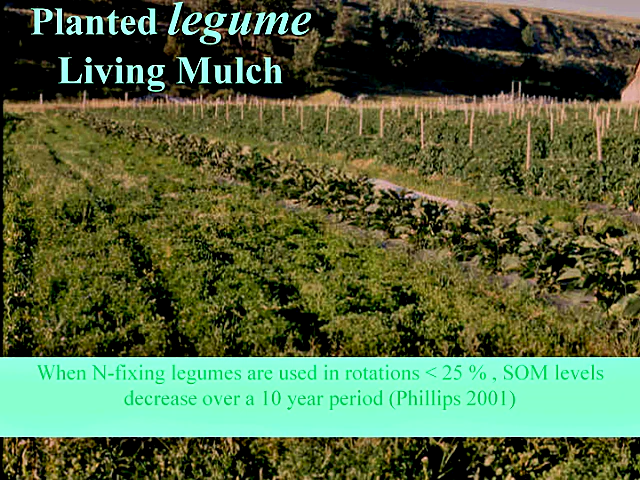 Planted legume
Living Mulch
When N-fixing legumes are used in rotations < 25 % , SOM levels
decrease over a 10 year period (Phillips 2001)